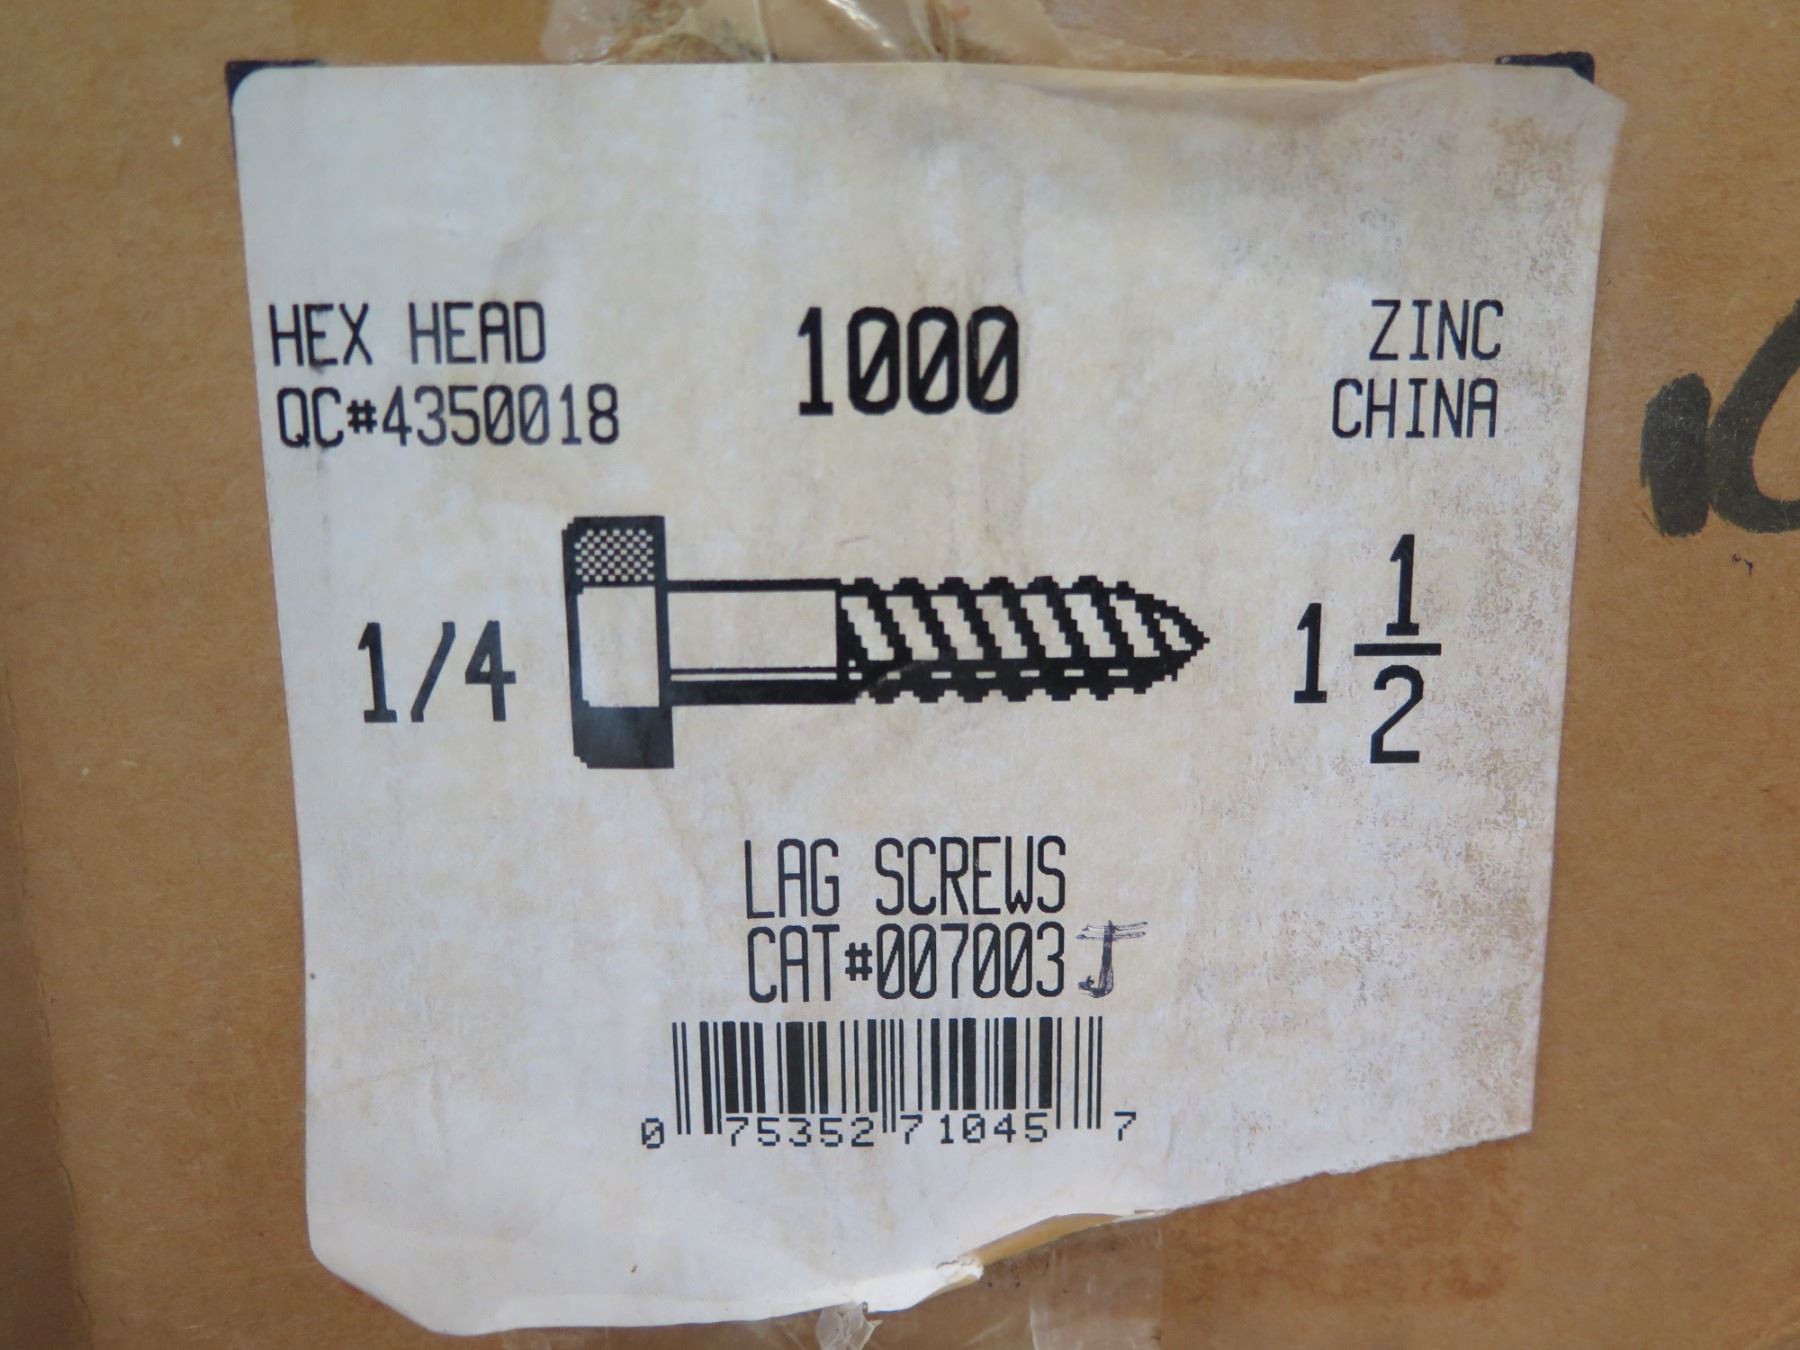 HEX HEAD
QC#4350018
1000
ZINC
CHINA
1/4
1 1/2
LAG SCREWS
CAT#007003 J
0 75352 71045 7